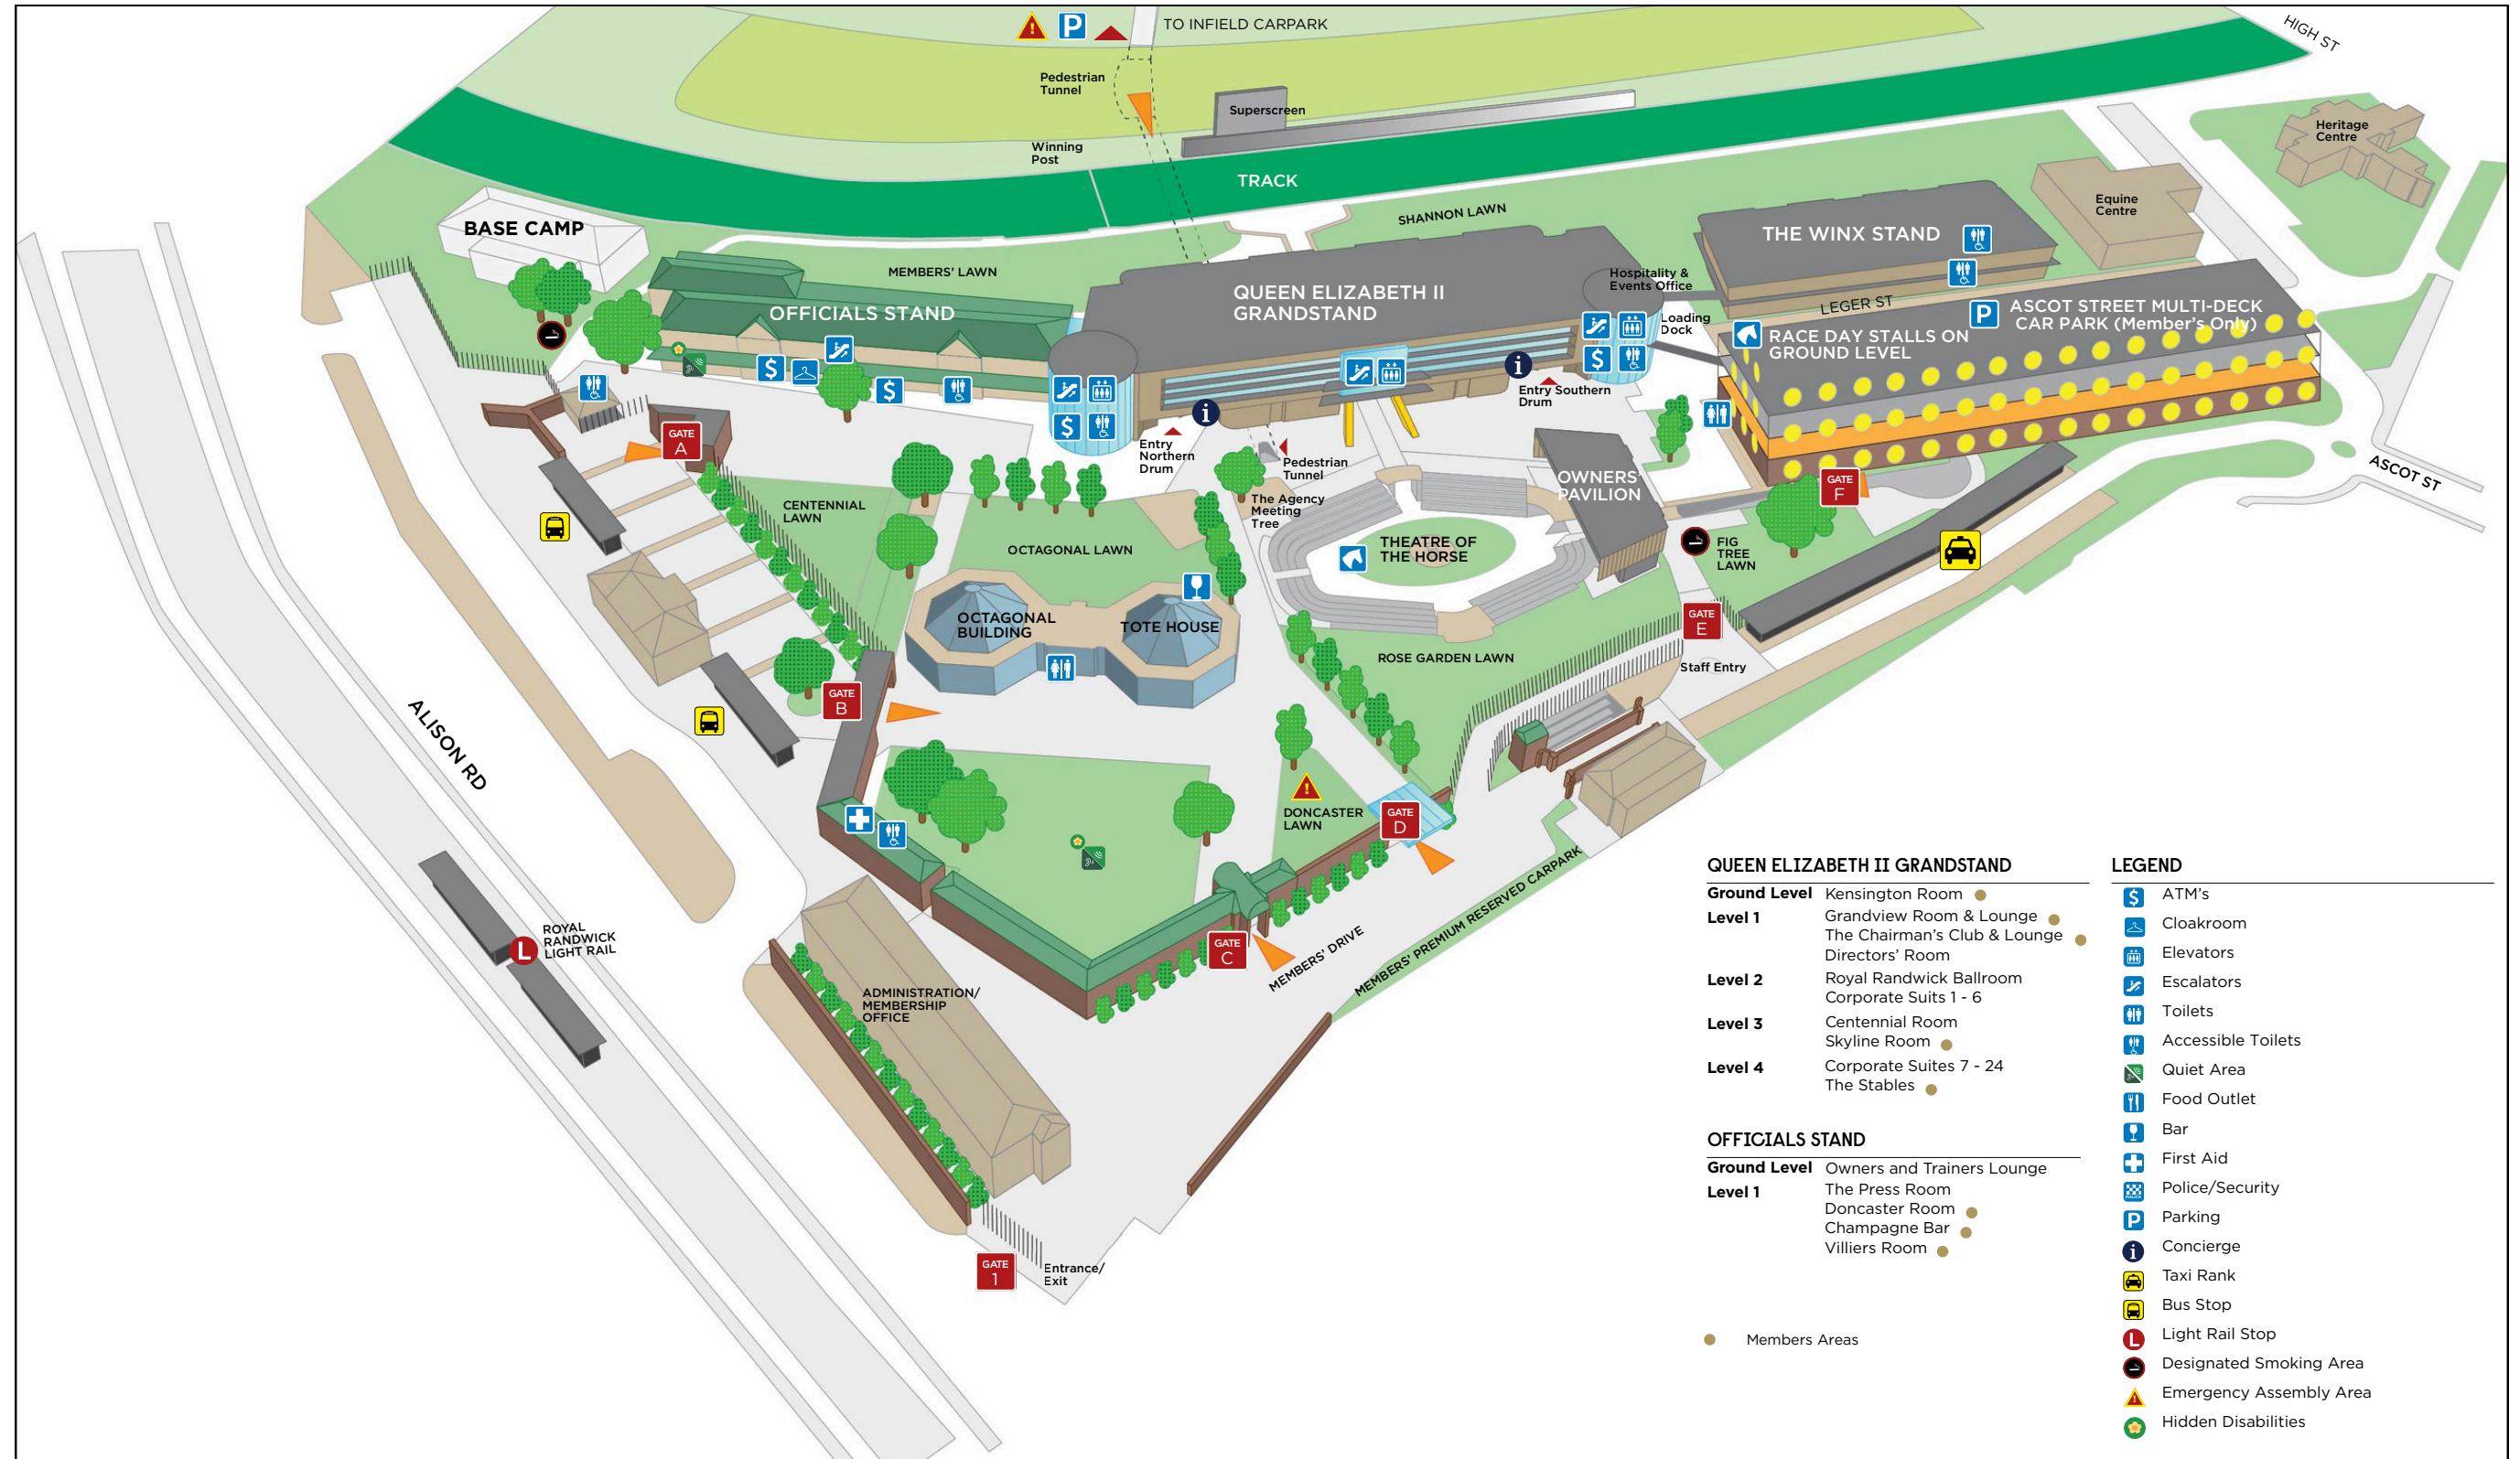 TO INFIELD CARPARK
HIGH ST
Pedestrian
Tunnel
Superscreen
Winning
Post
TRACK
Heritage
Centre
Equine
Centre
BASE CAMP
SHANNON LAWN
THE WINX STAND
MEMBERS' LAWN
OFFICIALS STAND
QUEEN ELIZABETH II
GRANDSTAND
Hospitality &
Events Office
Loading
Dock
LEGER ST
P
ASCOT STREET MULTI-DECK
CAR PARK (Member's Only)
RACE DAY STALLS ON
GROUND LEVEL
Entry Southern
Drum
Entry
Northern
Drum
Pedestrian
Tunnel
The Agency
Meeting
Tree
GATE
A
CENTENNIAL
LAWN
OCTAGONAL LAWN
OWNERS'
PAVILION
GATE
F
ASCOT ST
THEATRE OF
THE HORSE
FIG
TREE
LAWN
OCTAGONAL
BUILDING
TOTE HOUSE
GATE
E
Staff Entry
ROSE GARDEN LAWN
GATE
B
ALISON RD
DONCASTER
LAWN
GATE
D
L
ROYAL
RANDWICK
LIGHT RAIL
GATE
C
MEMBERS' DRIVE
MEMBERS' PREMIUM RESERVED CARPARK
ADMINISTRATION/
MEMBERSHIP
OFFICE
GATE
1
Entrance/
Exit
QUEEN ELIZABETH II GRANDSTAND
Ground Level Kensington Room
Level 1 Grandview Room & Lounge
The Chairman's Club & Lounge
Directors' Room
Level 2 Royal Randwick Ballroom
Corporate Suits 1 - 6
Level 3 Centennial Room
Skyline Room
Level 4 Corporate Suites 7 - 24
The Stables
OFFICIALS STAND
Ground Level Owners and Trainers Lounge
Level 1 The Press Room
Doncaster Room
Champagne Bar
Villiers Room
Members Areas
LEGEND
$ ATM's
Cloakroom
Elevators
Escalators
Toilets
Accessible Toilets
Quiet Area
Food Outlet
Bar
First Aid
Police/Security
P Parking
i Concierge
Taxi Rank
Bus Stop
L Light Rail Stop
Designated Smoking Area
Emergency Assembly Area
Hidden Disabilities